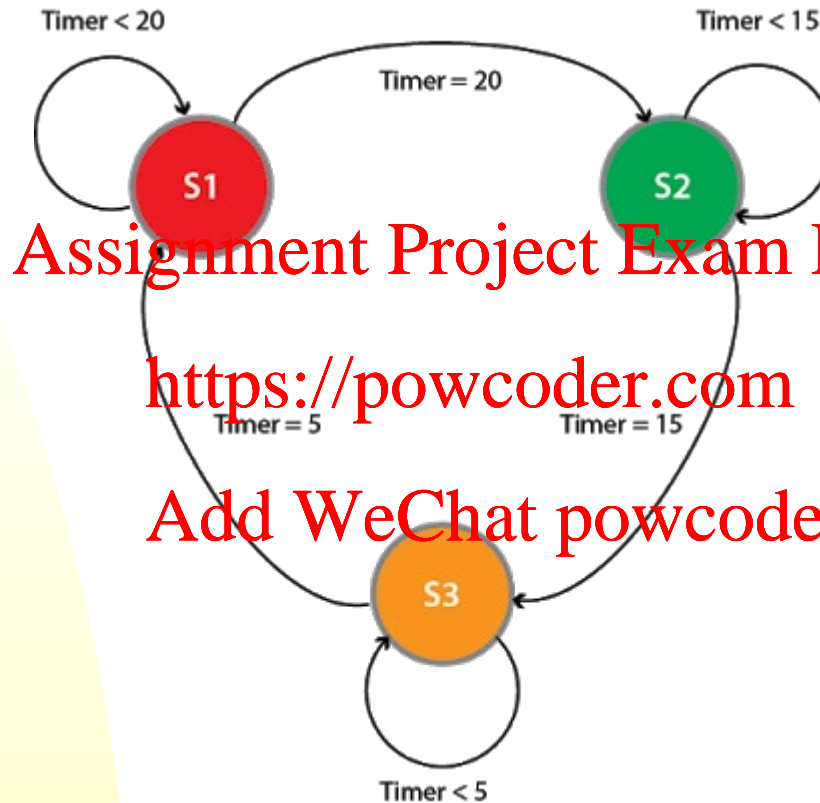 Timer < 20
Timer < 15
Timer = 20
S1
S2
Assignment Project Exam
https://powcoder.com
Timer = 5
Timer = 15
Add WeChat powcode
S3
Timer < 5